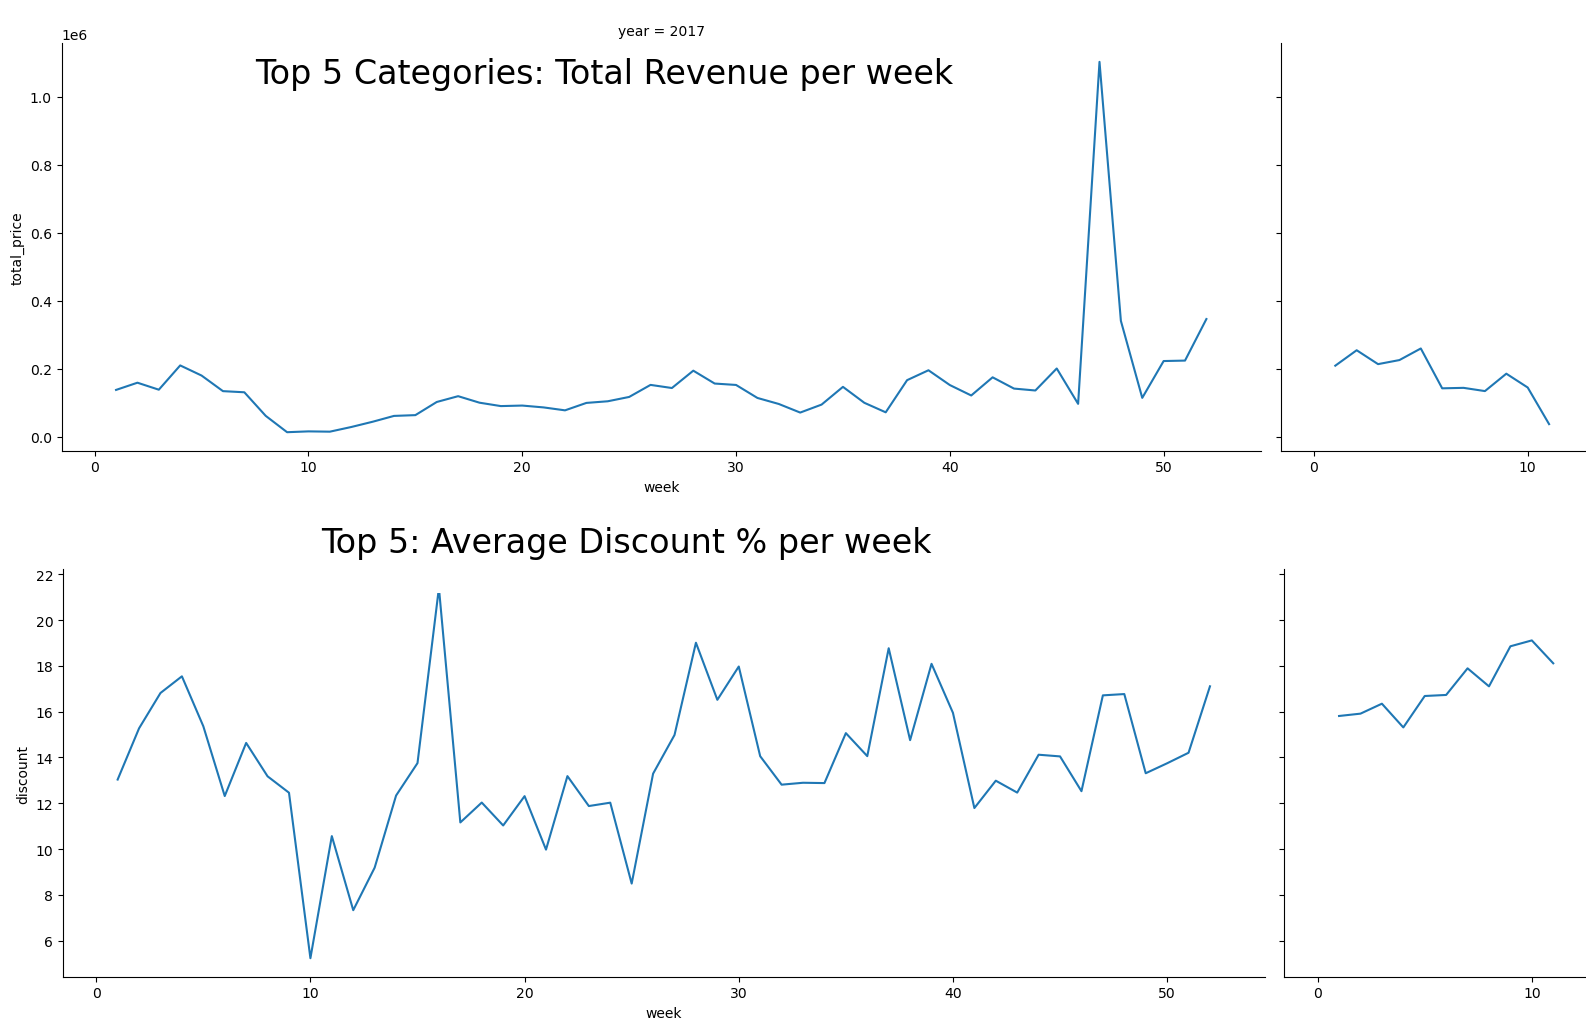 year = 2017
1e6
Top 5 Categories: Total Revenue per week
1.0
0.8
0.6
0.4
0.2
0.0
total_price
0 10 20 30 40 50
week
0 10
Top 5: Average Discount % per week
22
20
18
16
14
12
10
8
6
discount
0 10 20 30 40 50
week
0 10